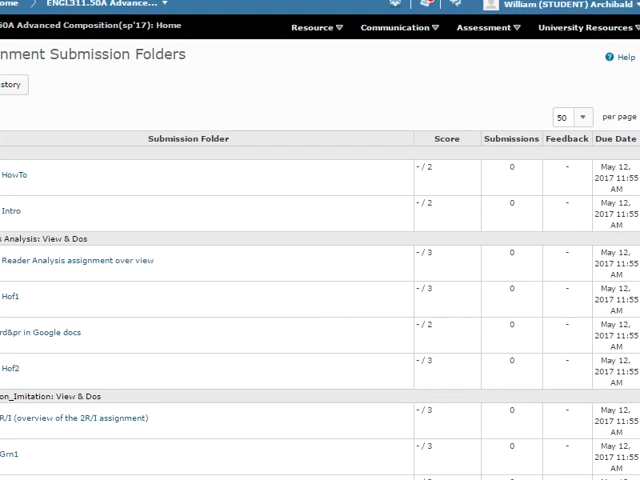 ome ENGL311.50A Advance... William (STUDENT) Archibald
50A Advanced Composition(sp'17): Home Resource Communication Assessment University Resources
nment Submission Folders
Help
story
50 per page
Submission Folder Score Submissions Feedback Due Date
HowTo - / 2 0 - May 12, 2017 11:55 AM
Intro - / 2 0 - May 12, 2017 11:55 AM
s Analysis: View & Dos
Reader Analysis assignment over view - / 3 0 - May 12, 2017 11:55 AM
Hof1 - / 3 0 - May 12, 2017 11:55 AM
rd&pr in Google docs - / 2 0 - May 12, 2017 11:55 AM
Hof2 - / 3 0 - May 12, 2017 11:55 AM
on_Imitation: View & Dos
R/I (overview of the 2R/I assignment) - / 3 0 - May 12, 2017 11:55 AM
Grn1 - / 3 0 - May 12, 2017 11:55 AM